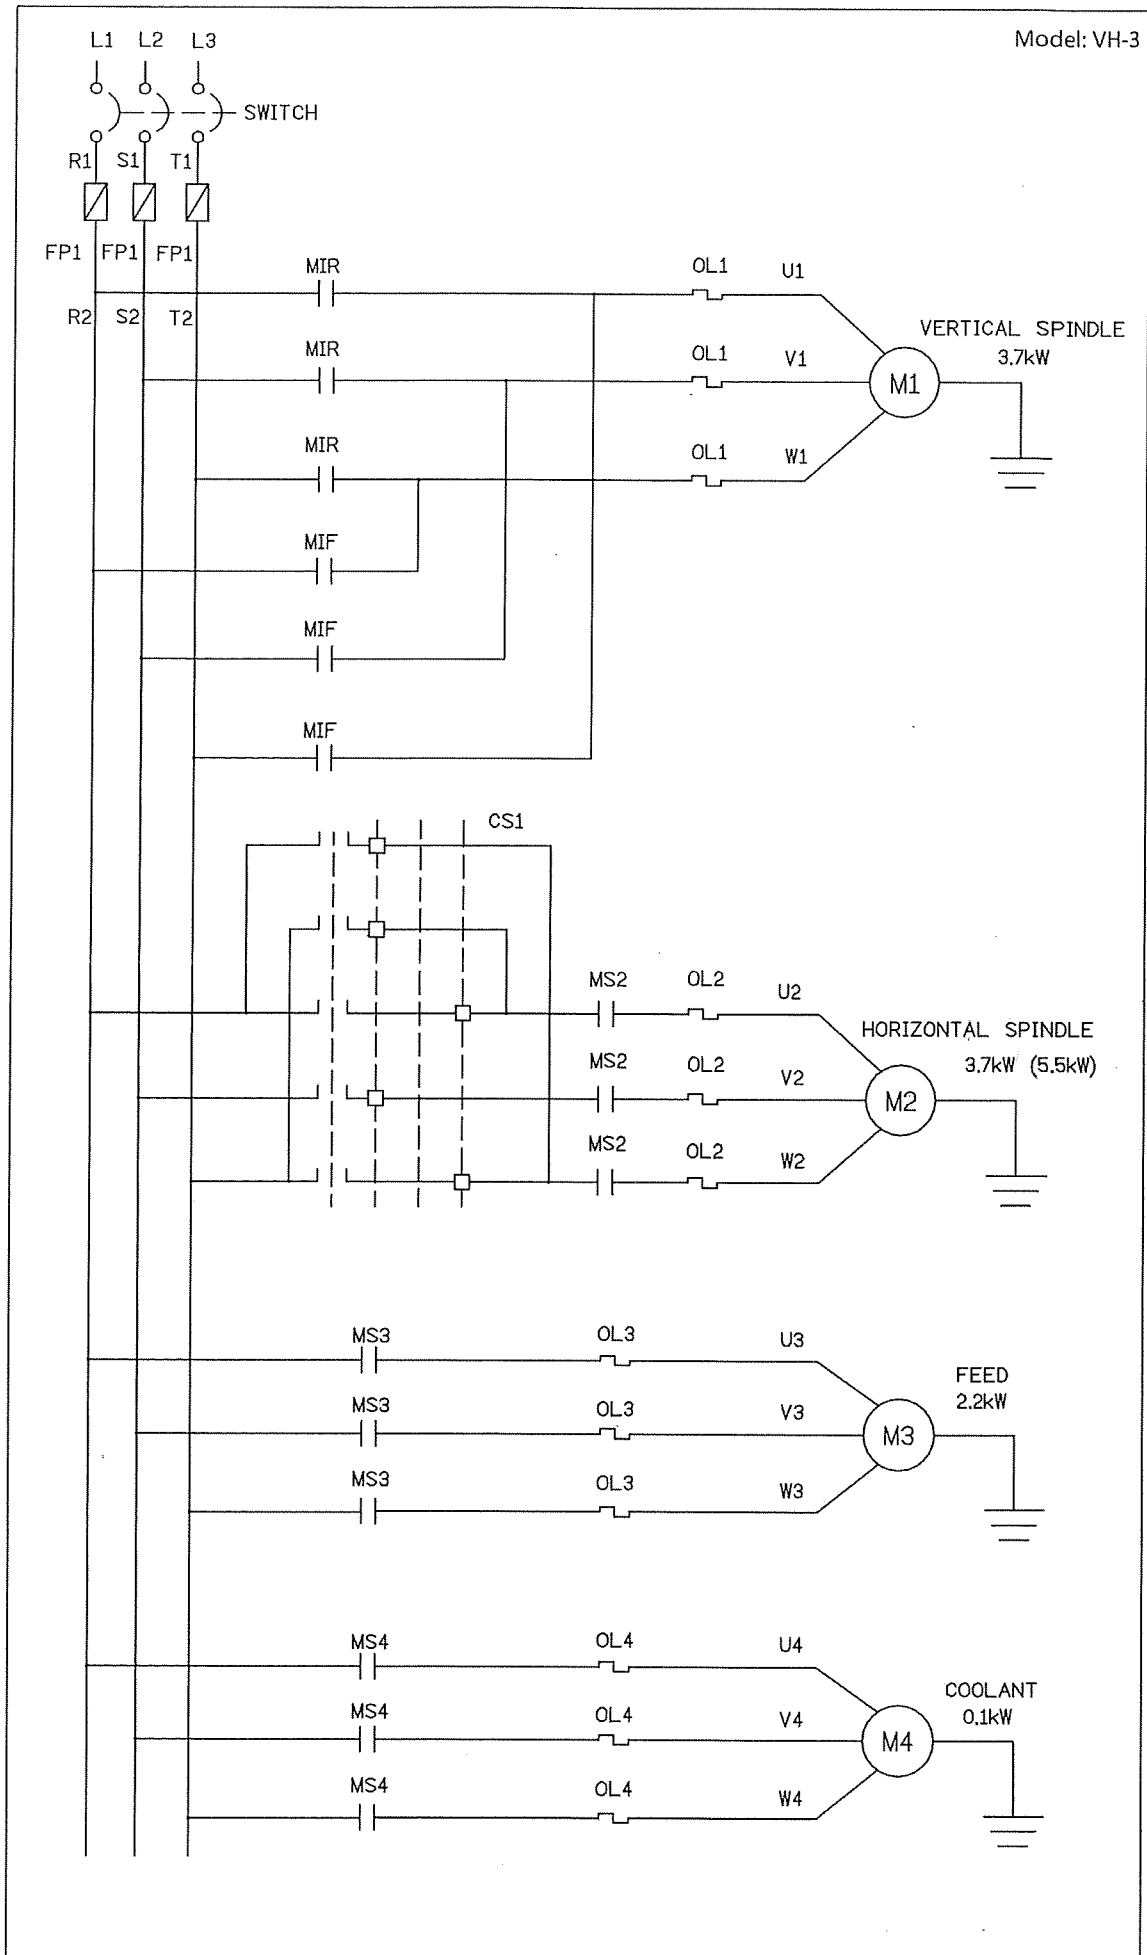 Model: VH-3
L1 L2 L3
SWITCH
R1 S1 T1
FP1 FP1 FP1
R2 S2 T2
MIR OL1 U1
VERTICAL SPINDLE
3.7kW
MIR OL1 V1
M1
MIR OL1 W1
MIF
MIF
MIF
CS1
MS2 OL2 U2
HORIZONTAL SPINDLE
3.7kW (5.5kW)
MS2 OL2 V2
M2
MS2 OL2 W2
MS3 OL3 U3
FEED
2.2kW
MS3 OL3 V3
M3
MS3 OL3 W3
MS4 OL4 U4
COOLANT
0.1kW
MS4 OL4 V4
M4
MS4 OL4 W4